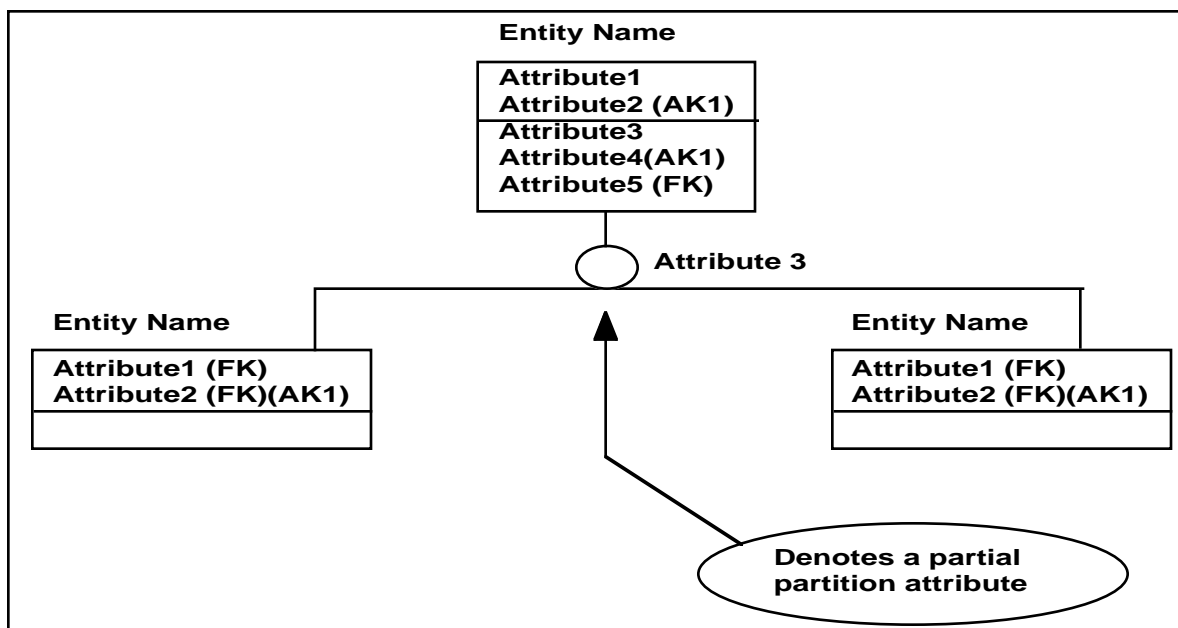 Entity Name
Attribute1
Attribute2 (AK1)
Attribute3
Attribute4(AK1)
Attribute5 (FK)
Attribute 3
Entity Name
Attribute1 (FK)
Attribute2 (FK)(AK1)
Entity Name
Attribute1 (FK)
Attribute2 (FK)(AK1)
Denotes a partial
partition attribute